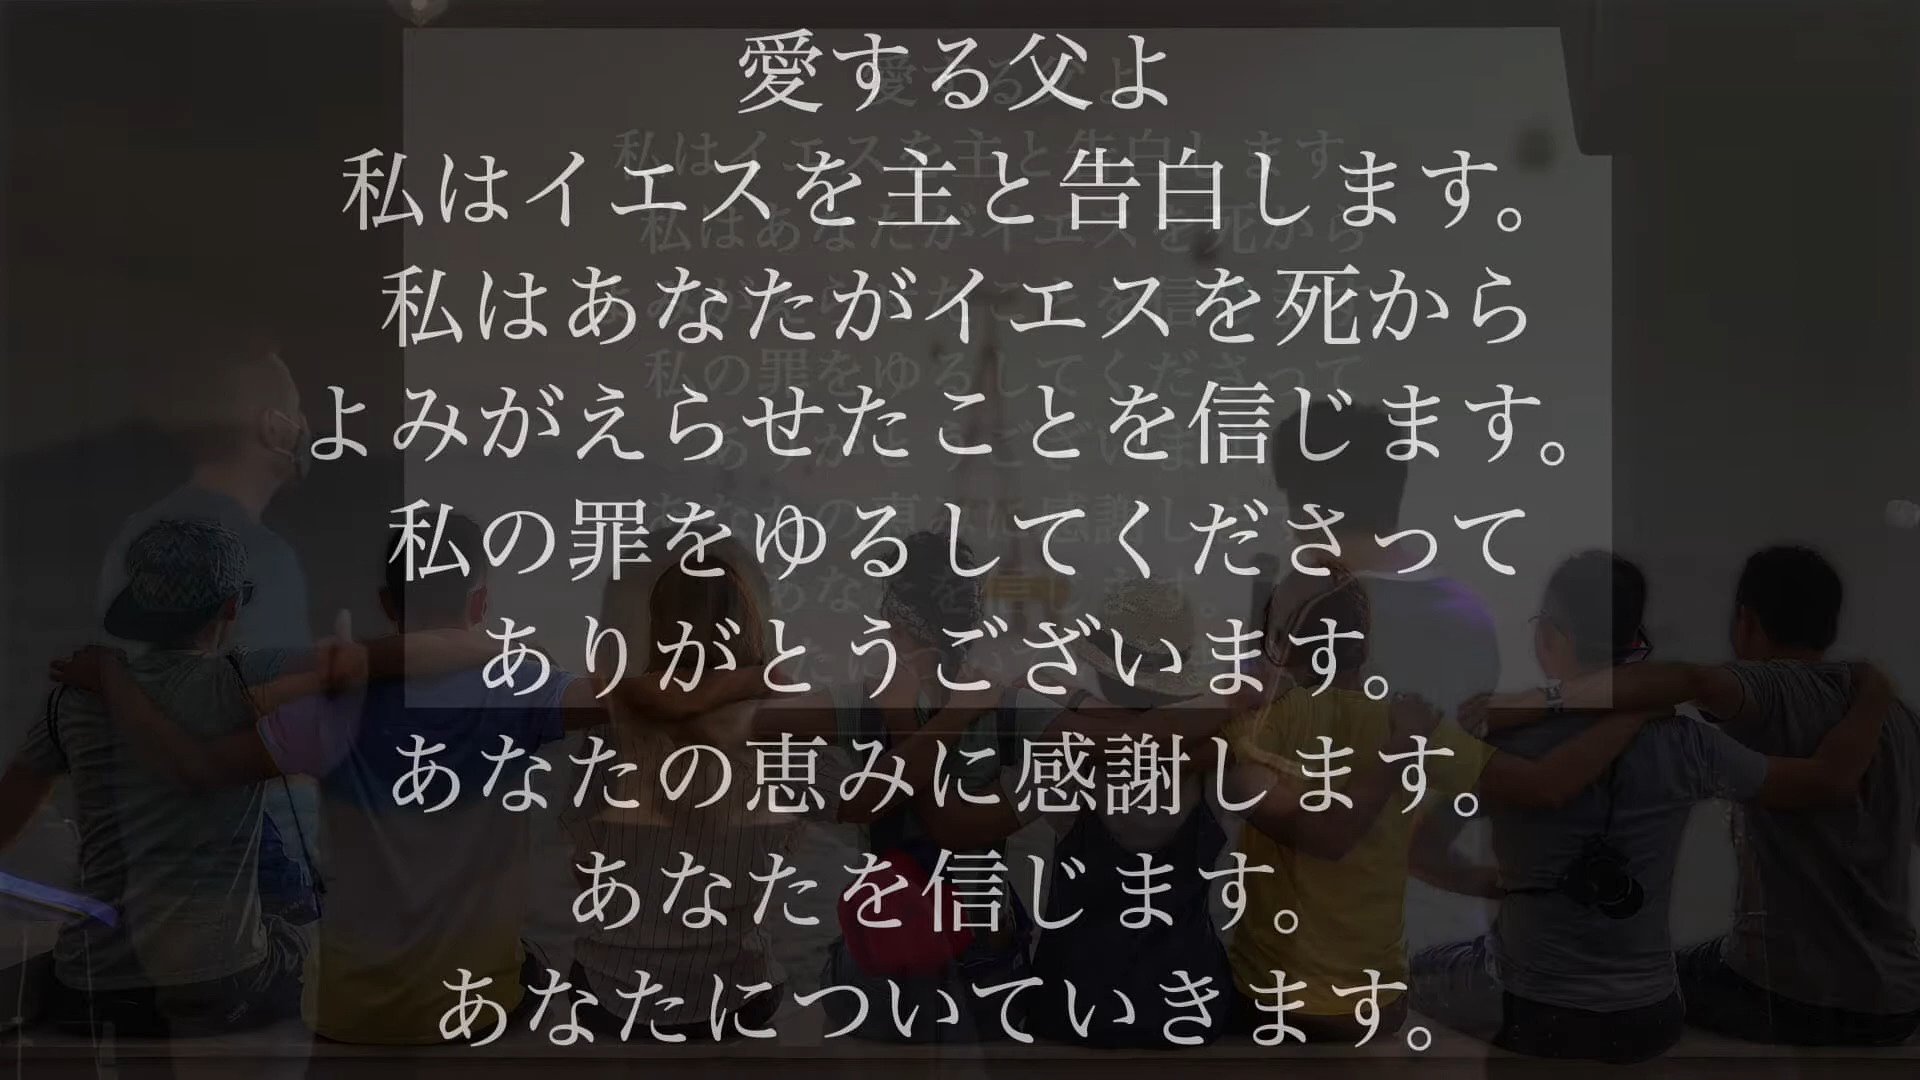 愛する父よ
私はイエスを主と告白します。
私はあなたがイエスを死から
よみがえらせたことを信じます。
私の罪をゆるしてくださって
ありがとうございます。
あなたの恵みに感謝します。
あなたを信じます。
あなたについていきます。